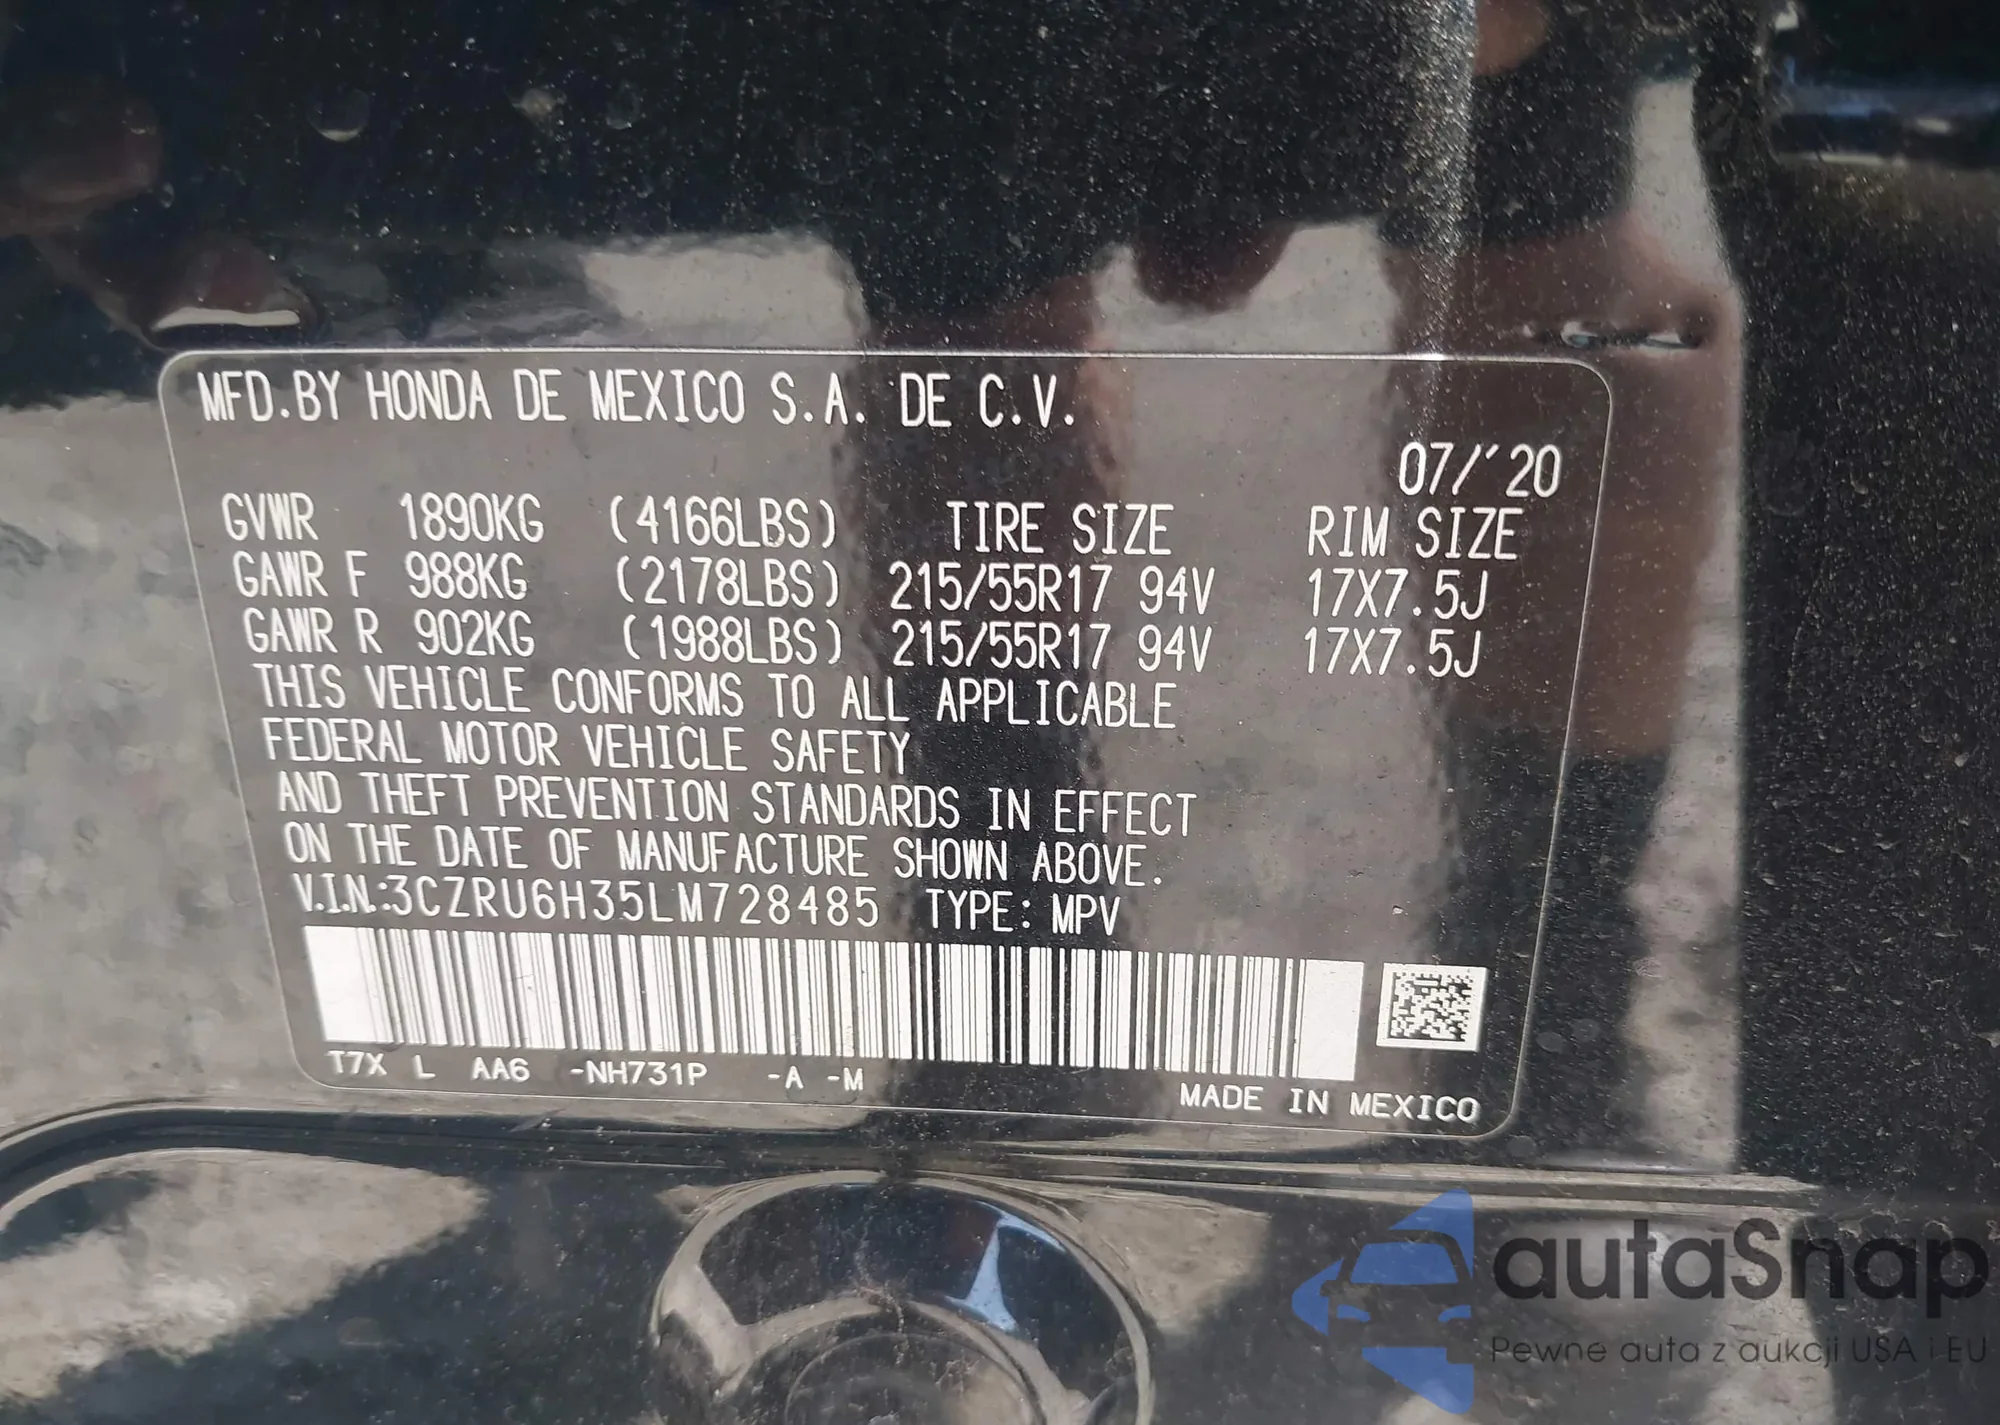 MFD.BY HONDA DE MEXICO S.A. DE C.V.
07/'20
GVWR 1890KG (4166LBS) TIRE SIZE RIM SIZE
GAWR F 988KG (2178LBS) 215/55R17 94V 17X7.5J
GAWR R 902KG (1988LBS) 215/55R17 94V 17X7.5J
THIS VEHICLE CONFORMS TO ALL APPLICABLE
FEDERAL MOTOR VEHICLE SAFETY
AND THEFT PREVENTION STANDARDS IN EFFECT
ON THE DATE OF MANUFACTURE SHOWN ABOVE.
V.I.N.:3CZRU6H35LM728485 TYPE: MPV
T7X L AA6 -NH731P -A -M
MADE IN MEXICO
autaSnap
Pewne auta z aukcji USA i EU